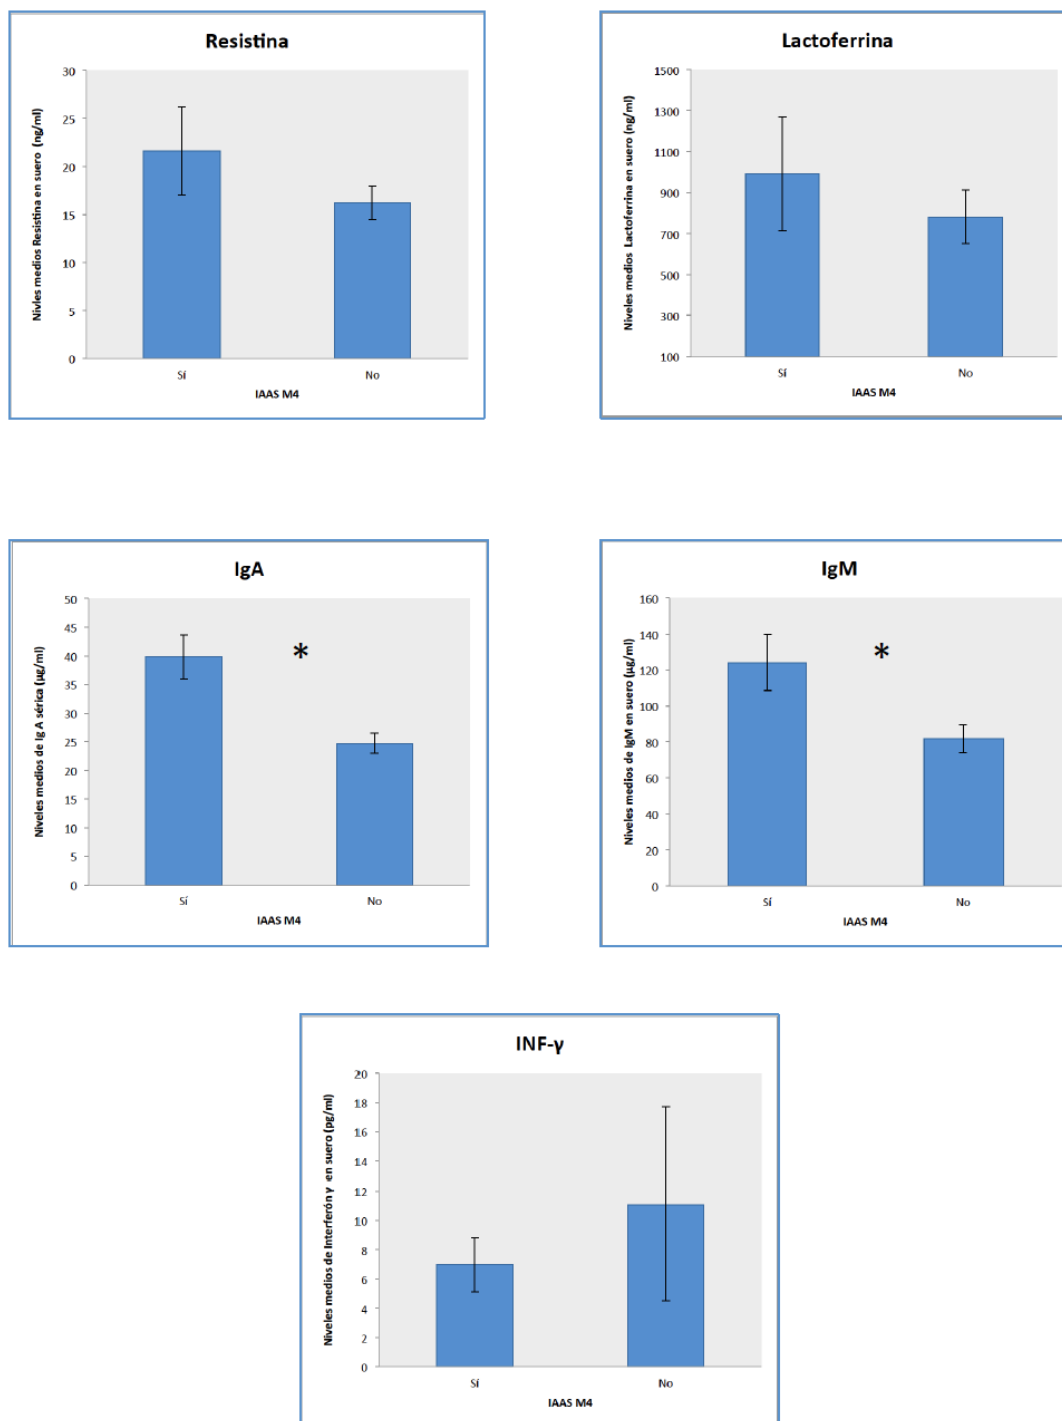 Resistina
Nivles medios Resistina en suero (ng/ml)
30
25
20
15
10
5
0
Sí No
IAAS M4
Lactoferrina
Niveles medios Lactoferrina en suero (ng/ml)
1500
1300
1100
900
700
500
300
100
Sí No
IAAS M4
IgA
Niveles medios de Ig A sérica (µg/ml)
50
45
40
35
30
25
20
15
10
5
0
*
Sí No
IAAS M4
IgM
Niveles medios de IgM en suero (µg/ml)
160
140
120
100
80
60
40
20
0
*
Sí No
IAAS M4
INF-γ
Niveles medios de Interferón γ en suero (pg/ml)
20
18
16
14
12
10
8
6
4
2
0
Sí No
IAAS M4